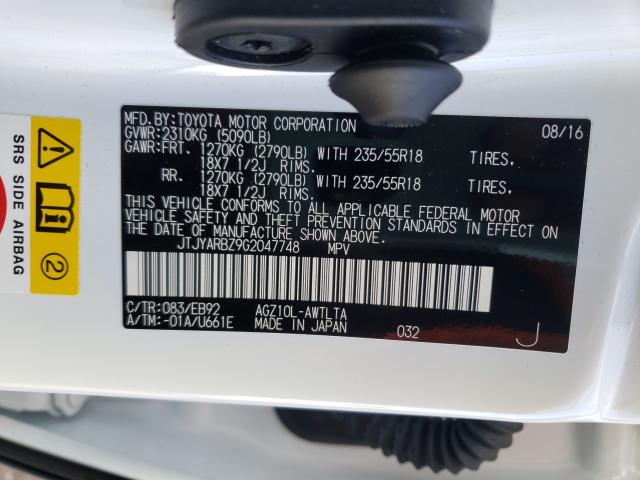 MFD.BY:TOYOTA MOTOR CORPORATION 08/16
GVWR:2310KG (5090LB)
GAWR:FRT. 1270KG (2790LB) WITH 235/55R18 TIRES,
18X7 1/2J RIMS.
RR. 1270KG (2790LB) WITH 235/55R18 TIRES,
18X7 1/2J RIMS.
THIS VEHICLE CONFORMS TO ALL APPLICABLE FEDERAL MOTOR
VEHICLE SAFETY AND THEFT PREVENTION STANDARDS IN EFFECT ON
THE DATE OF MANUFACTURE SHOWN ABOVE.
JTJYARBZ9G2047748 MPV
C/TR:083/EB92 AGZ10L-AWTLTA
A/TM:-01A/U661E MADE IN JAPAN 032 J
SRS SIDE AIRBAG
2